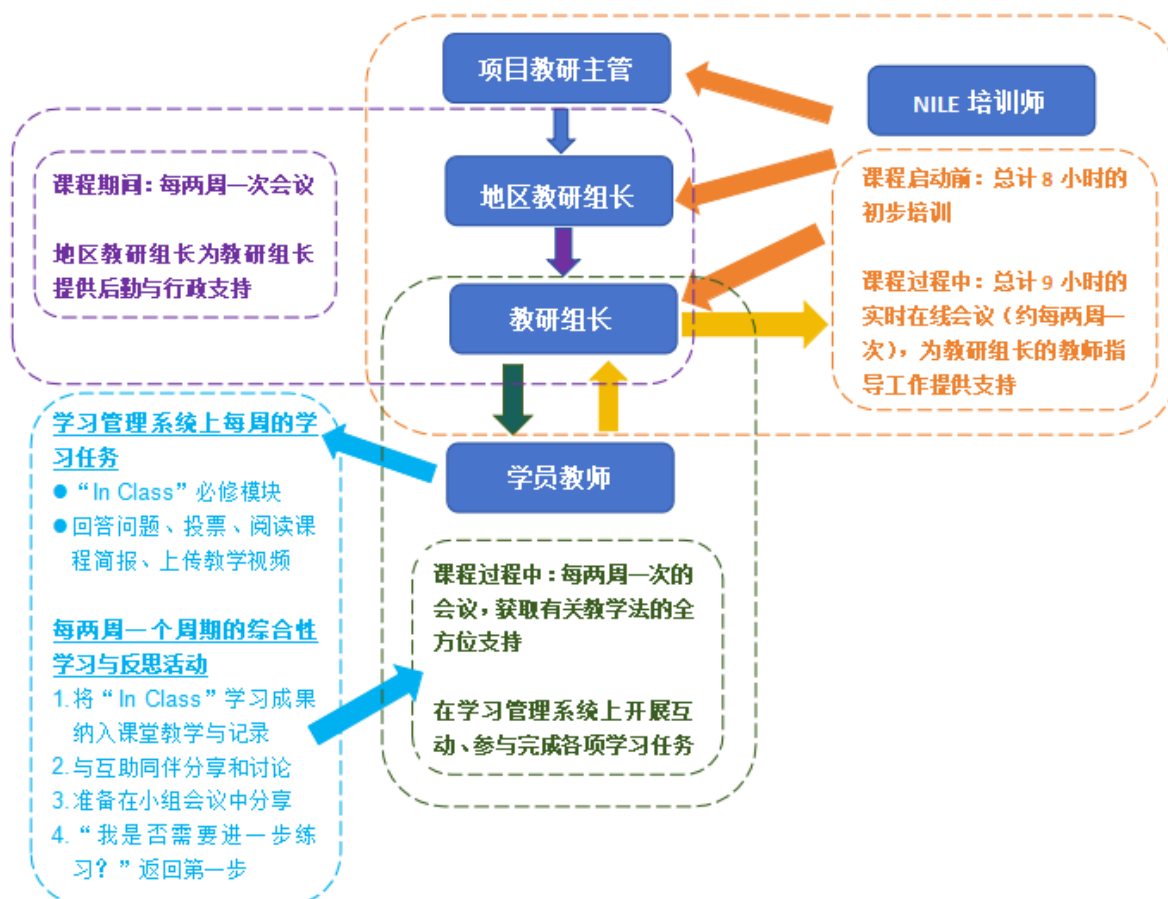 项目教研主管
NILE 培训师
课程期间：每两周一次会议
地区教研组长为教研组长
提供后勤与行政支持
地区教研组长
课程启动前：总计 8 小时的
初步培训
课程过程中：总计 9 小时的
实时在线会议（约每两周一
次），为教研组长的教师指
导工作提供支持
教研组长
学员教师
学习管理系统上每周的学
习任务
●“In Class”必修模块
●回答问题、投票、阅读课
程简报、上传教学视频
每两周一个周期的综合性
学习与反思活动
1.将“In Class”学习成果
纳入课堂教学与记录
2.与互助同伴分享和讨论
3.准备在小组会议中分享
4.“我是否需要进一步练
习？”返回第一步
课程过程中：每两周一次的
会议，获取有关教学法的全
方位支持
在学习管理系统上开展互
动、参与完成各项学习任务